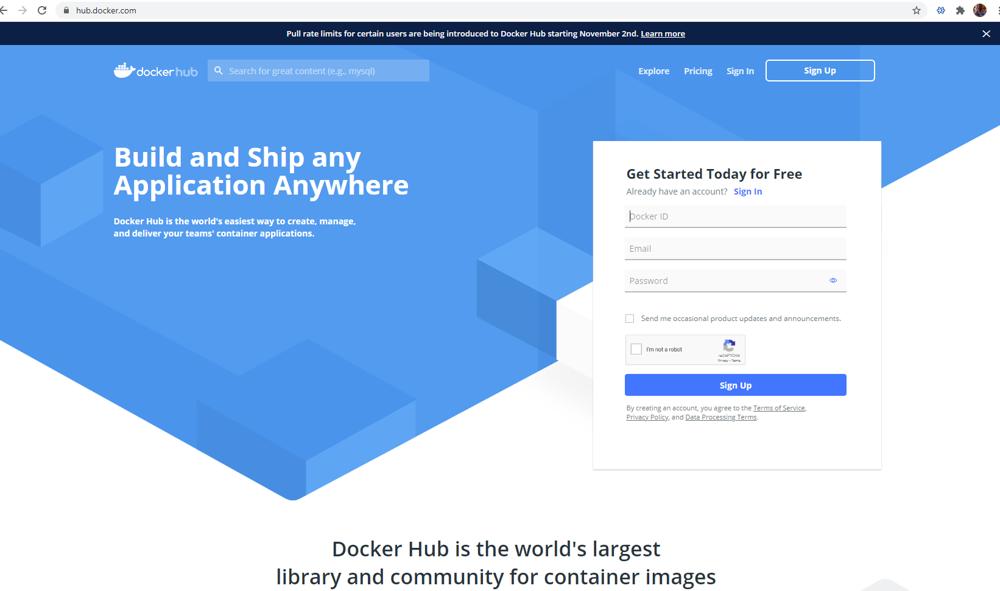 hub.docker.com
Pull rate limits for certain users are being introduced to Docker Hub starting November 2nd. Learn more
docker hub
Search for great content (e.g., mysql)
Explore
Pricing
Sign In
Sign Up
Build and Ship any
Application Anywhere
Docker Hub is the world's easiest way to create, manage,
and deliver your teams' container applications.
Get Started Today for Free
Already have an account? Sign In
Docker ID
Email
Password
Send me occasional product updates and announcements.
I'm not a robot
reCAPTCHA
Privacy - Terms
Sign Up
By creating an account, you agree to the Terms of Service,
Privacy Policy, and Data Processing Terms.
Docker Hub is the world's largest
library and community for container images